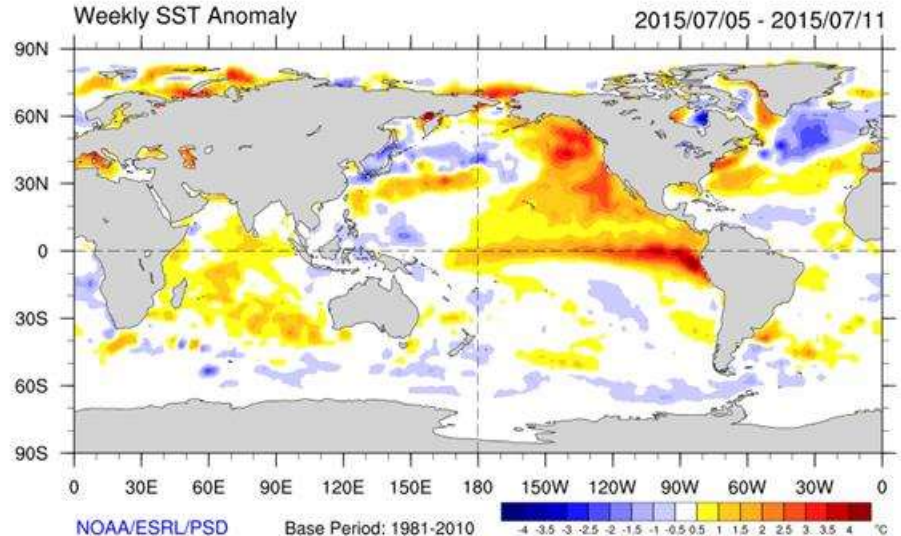 Weekly SST Anomaly 2015/07/05 - 2015/07/11
90N
60N
30N
0
30S
60S
90S
0 30E 60E 90E 120E 150E 180 150W 120W 90W 60W 30W 0
NOAA/ESRL/PSD Base Period: 1981-2010
-4 -3.5 -3 -2.5 -2 -1.5 -1 -0.5 0.5 1 1.5 2 2.5 3 3.5 4 °C